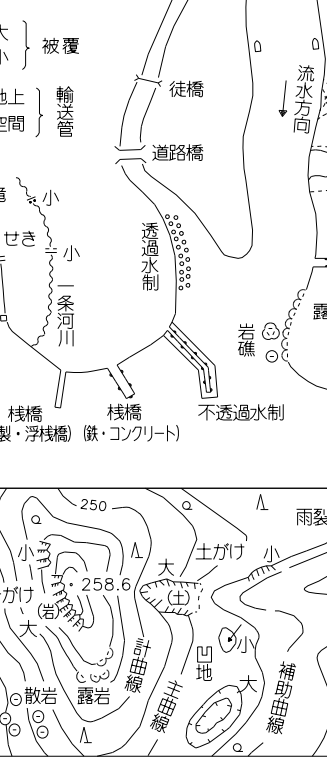 大
小
被覆
地上
空間
輸送管
徒橋
道路橋
流水方向
小
せき
小
一条河川
透過水制
岩礁
露
桟橋
桟橋
不透過水制
製・浮桟橋)
(鉄・コンクリート)
250
雨裂
小
土がけ
小
大
がけ
258.6
(岩)
(土)
大
計曲線
凹地
小
大
補助曲線
主曲線
散岩
露岩